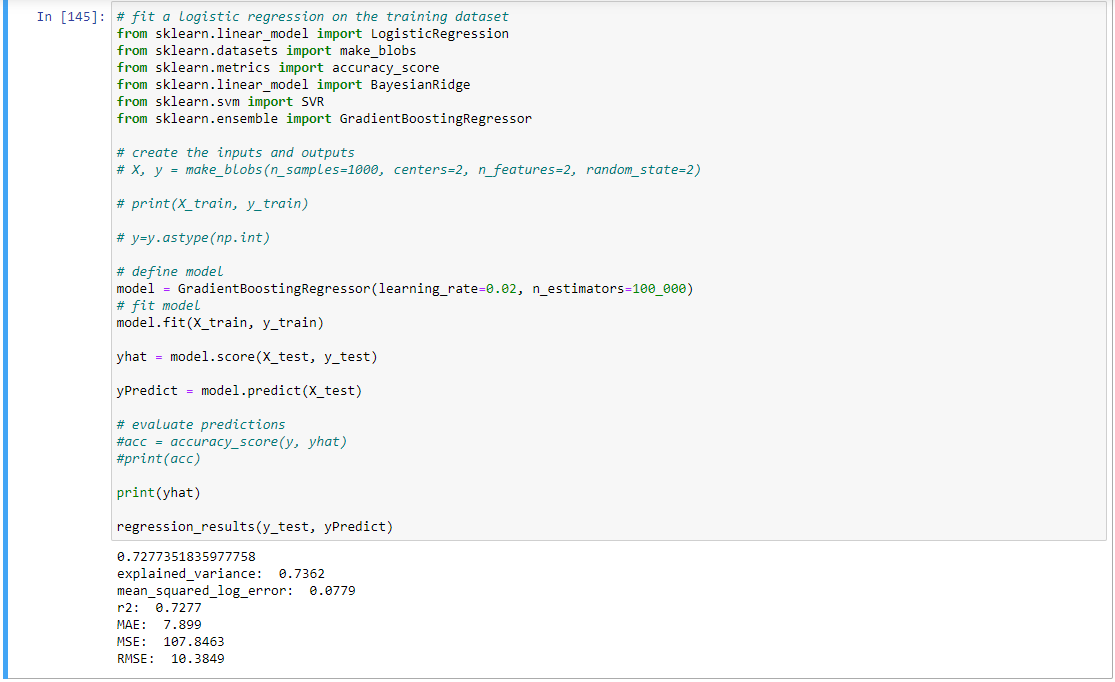 In [145]: # fit a logistic regression on the training dataset
from sklearn.linear_model import LogisticRegression
from sklearn.datasets import make_blobs
from sklearn.metrics import accuracy_score
from sklearn.linear_model import BayesianRidge
from sklearn.svm import SVR
from sklearn.ensemble import GradientBoostingRegressor
# create the inputs and outputs
# X, y = make_blobs(n_samples=1000, centers=2, n_features=2, random_state=2)
# print(X_train, y_train)
# y=y.astype(np.int)
# define model
model = GradientBoostingRegressor(learning_rate=0.02, n_estimators=100_000)
# fit model
model.fit(X_train, y_train)
yhat = model.score(X_test, y_test)
yPredict = model.predict(X_test)
# evaluate predictions
#acc = accuracy_score(y, yhat)
#print(acc)
print(yhat)
regression_results(y_test, yPredict)
0.7277351835977758
explained_variance:  0.7362
mean_squared_log_error:  0.0779
r2:  0.7277
MAE:  7.899
MSE:  107.8463
RMSE:  10.3849